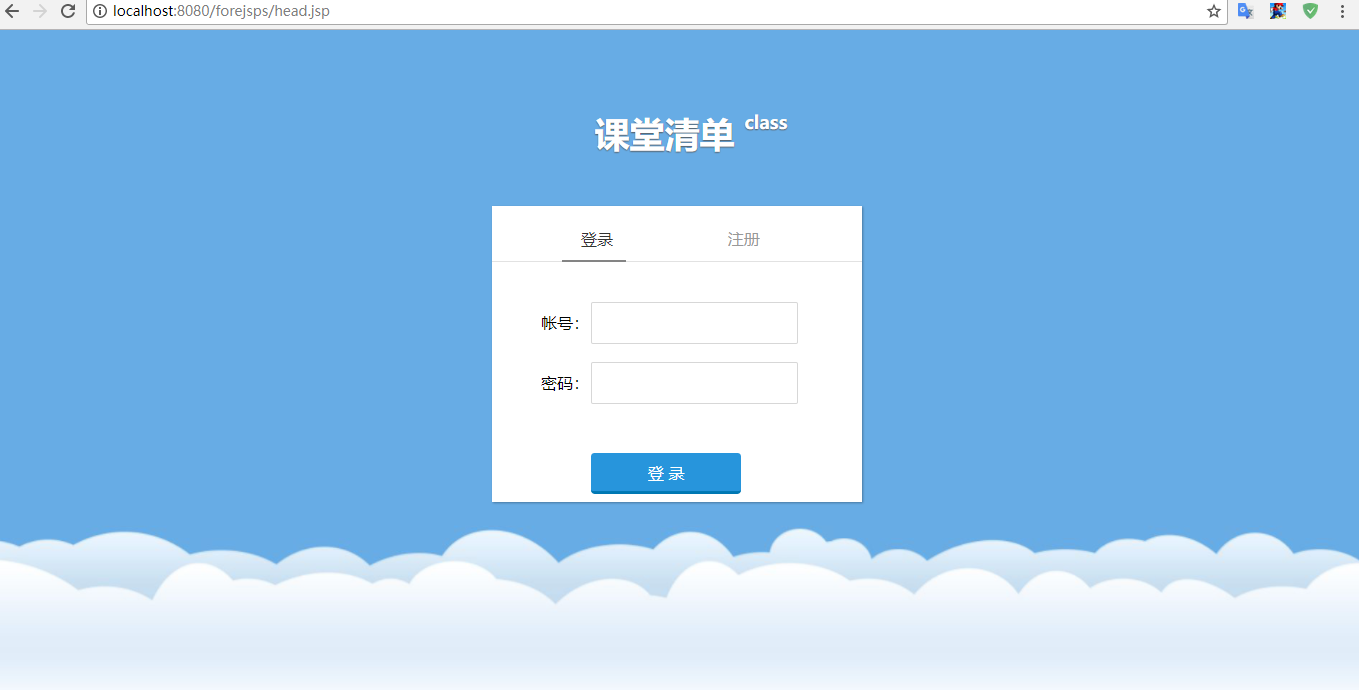 localhost:8080/forejsps/head.jsp
课堂清单 class
登录 注册
帐号：
密码：
登 录